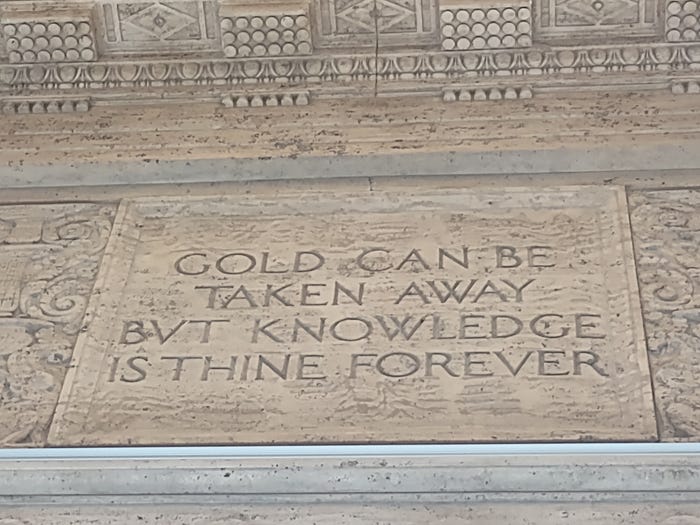 GOLD CAN BE
TAKEN AWAY
BVT KNOWLEDGE
IS THINE FOREVER